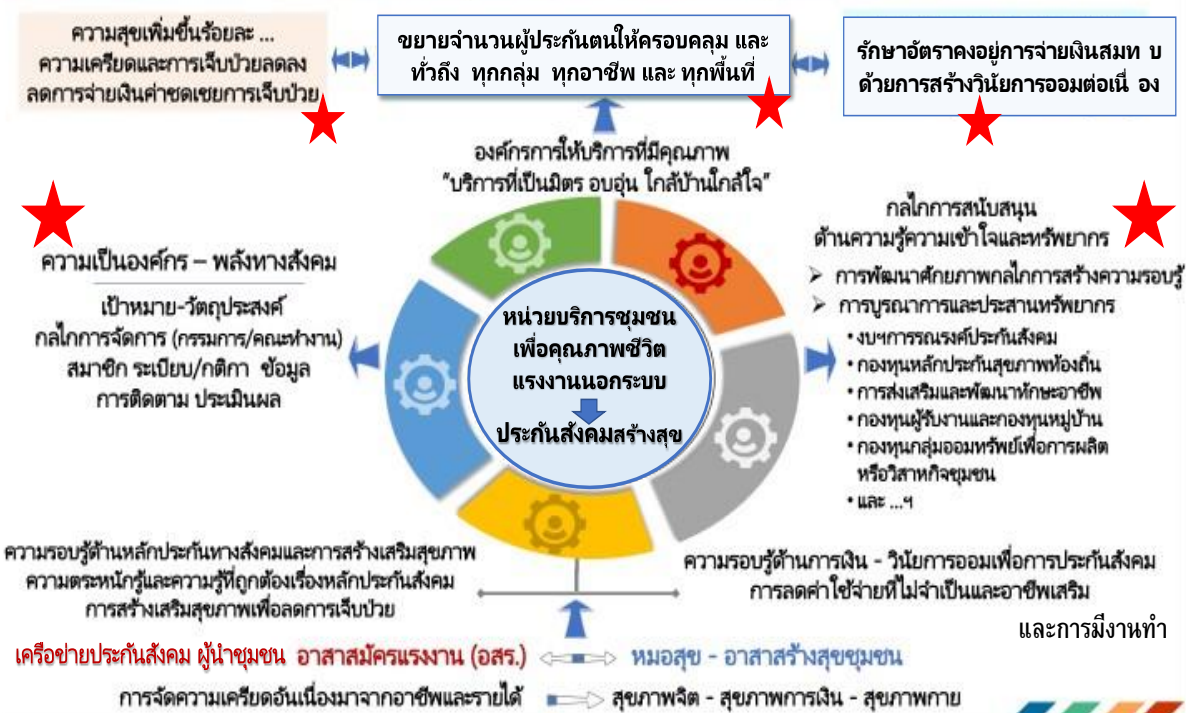 ความสุขเพิ่มขึ้นร้อยละ ...
ความเครียดและการเจ็บป่วยลดลง
ลดการจ่ายเงินค่าชดเชยการเจ็บป่วย
ขยายจำนวนผู้ประกันตนให้ครอบคลุม และ
ทั่วถึง ทุกกลุ่ม ทุกอาชีพ และ ทุกพื้นที่
รักษาอัตราคงอยู่การจ่ายเงินสมท บ
ด้วยการสร้างวินัยการออมต่อเนื่ อง
องค์กรการให้บริการที่มีคุณภาพ
“บริการที่เป็นมิตร อบอุ่น ใกล้บ้านใกล้ใจ”
ความเป็นองค์กร – พลังทางสังคม
เป้าหมาย-วัตถุประสงค์
กลไกการจัดการ (กรรมการ/คณะทำงาน)
สมาชิก ระเบียบ/กติกา ข้อมูล
การติดตาม ประเมินผล
หน่วยบริการชุมชน
เพื่อคุณภาพชีวิต
แรงงานนอกระบบ
ประกันสังคมสร้างสุข
กลไกการสนับสนุน
ด้านความรู้ความเข้าใจและทรัพยากร
➢ การพัฒนาศักยภาพกลไกการสร้างความรอบรู้
➢ การบูรณาการและประสานทรัพยากร
• งบฯการรณรงค์ประกันสังคม
• กองทุนหลักประกันสุขภาพท้องถิ่น
• การส่งเสริมและพัฒนาทักษะอาชีพ
• กองทุนผู้รับงานและกองทุนหมู่บ้าน
• กองทุนกลุ่มออมทรัพย์เพื่อการผลิต
หรือวิสาหกิจชุมชน
• และ ...ฯ
ความรอบรู้ด้านหลักประกันทางสังคมและการสร้างเสริมสุขภาพ
ความตระหนักรู้และความรู้ที่ถูกต้องเรื่องหลักประกันสังคม
การสร้างเสริมสุขภาพเพื่อลดการเจ็บป่วย
ความรอบรู้ด้านการเงิน - วินัยการออมเพื่อการประกันสังคม
การลดค่าใช้จ่ายที่ไม่จำเป็นและอาชีพเสริม
และการมีงานทำ
เครือข่ายประกันสังคม ผู้นำชุมชน อาสาสมัครแรงงาน (อสร.) หมอสุข - อาสาสร้างสุขชุมชน
การจัดความเครียดอันเนื่องมาจากอาชีพและรายได้ สุขภาพจิต - สุขภาพการเงิน - สุขภาพกาย